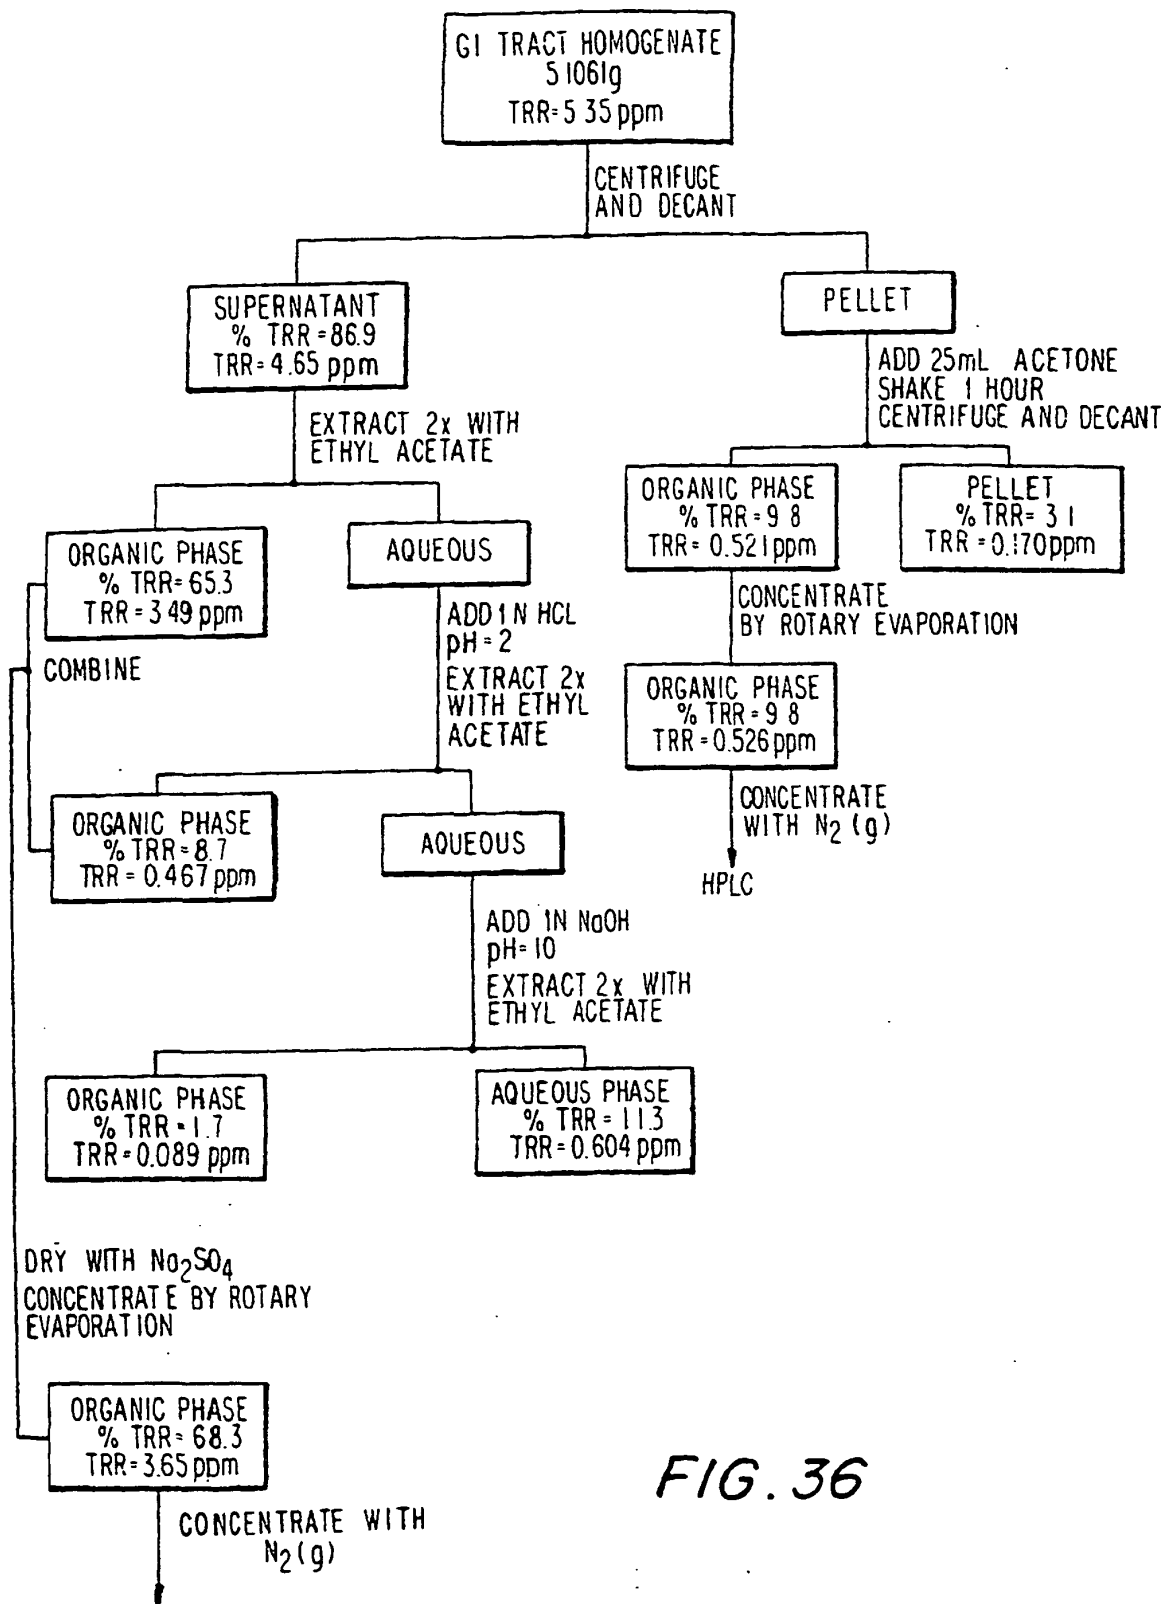 GI TRACT HOMOGENATE
5 1061g
TRR= 5 35 ppm
CENTRIFUGE
AND DECANT
SUPERNATANT
% TRR = 86.9
TRR= 4.65 ppm
PELLET
EXTRACT 2x WITH
ETHYL ACETATE
ADD 25mL ACETONE
SHAKE 1 HOUR
CENTRIFUGE AND DECANT
ORGANIC PHASE
% TRR= 65.3
TRR = 3 49 ppm
AQUEOUS
ORGANIC PHASE
% TRR = 9 8
TRR = 0.521 ppm
PELLET
% TRR = 3 1
TRR = 0.170 ppm
COMBINE
ADD 1N HCL
pH = 2
EXTRACT 2x
WITH ETHYL
ACETATE
CONCENTRATE
BY ROTARY EVAPORATION
ORGANIC PHASE
% TRR = 9 8
TRR = 0.526 ppm
CONCENTRATE
WITH N2 (g)
HPLC
ORGANIC PHASE
% TRR = 8.7
TRR = 0.467 ppm
AQUEOUS
ADD 1N NaOH
pH = 10
EXTRACT 2x WITH
ETHYL ACETATE
ORGANIC PHASE
% TRR = 1.7
TRR = 0.089 ppm
AQUEOUS PHASE
% TRR = 11.3
TRR = 0.604 ppm
DRY WITH Na2SO4
CONCENTRATE BY ROTARY
EVAPORATION
ORGANIC PHASE
% TRR = 68.3
TRR = 3.65 ppm
CONCENTRATE WITH
N2 (g)
FIG. 36